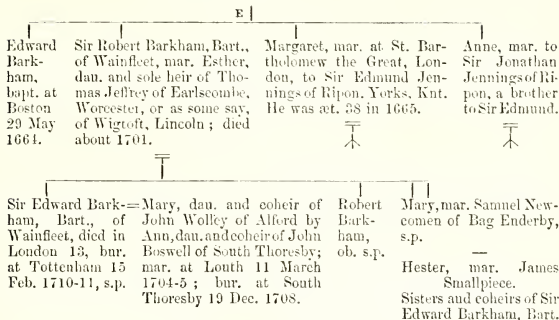 E
Edward
Bark-
ham,
bapt. at
Boston
29 May
1664.
Sir Robert Barkham, Bart.,
of Wainfleet, mar. Esther,
dau. and sole heir of Tho-
mas Jeffrey of Earlscombe,
Worcester, or as some say,
of Wigtoft, Lincoln; died
about 1701.
Margaret, mar. at St. Bar-
tholomew the Great, Lon-
don, to Sir Edmund Jen-
nings of Ripon, Yorks, Knt.
He was æt. 38 in 1665.
Anne, mar. to
Sir Jonathan
Jennings of Ri-
pon, a brother
to Sir Edmund.
Sir Edward Bark-=
ham, Bart., of
Wainfleet, died in
London 13, bur.
at Tottenham 15
Feb. 1710-11, s.p.
Mary, dau. and coheir of
John Wolley of Alford by
Ann, dau. and coheir of John
Boswell of South Thoresby;
mar. at Louth 11 March
1704-5; bur. at South
Thoresby 19 Dec. 1708.
Robert
Bark-
ham,
ob. s.p.
Mary, mar. Samuel New-
comen of Bag Enderby,
s.p.
—
Hester, mar. James
Smallpiece.
Sisters and coheirs of Sir
Edward Barkham, Bart.